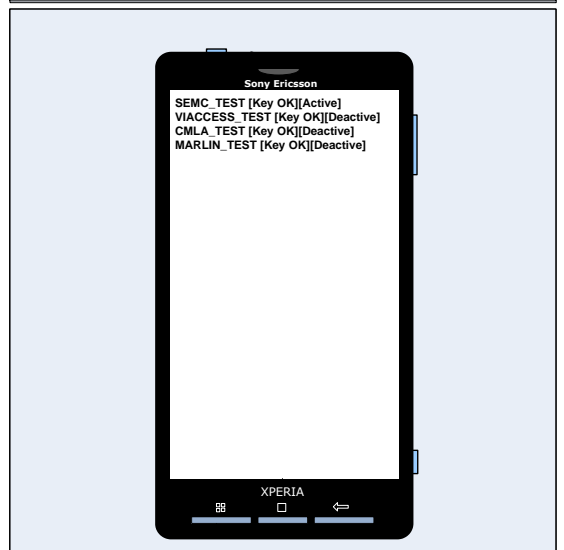 Sony Ericsson
SEMC_TEST [Key OK][Active]
VIACCESS_TEST [Key OK][Deactive]
CMLA_TEST [Key OK][Deactive]
MARLIN_TEST [Key OK][Deactive]
XPERIA